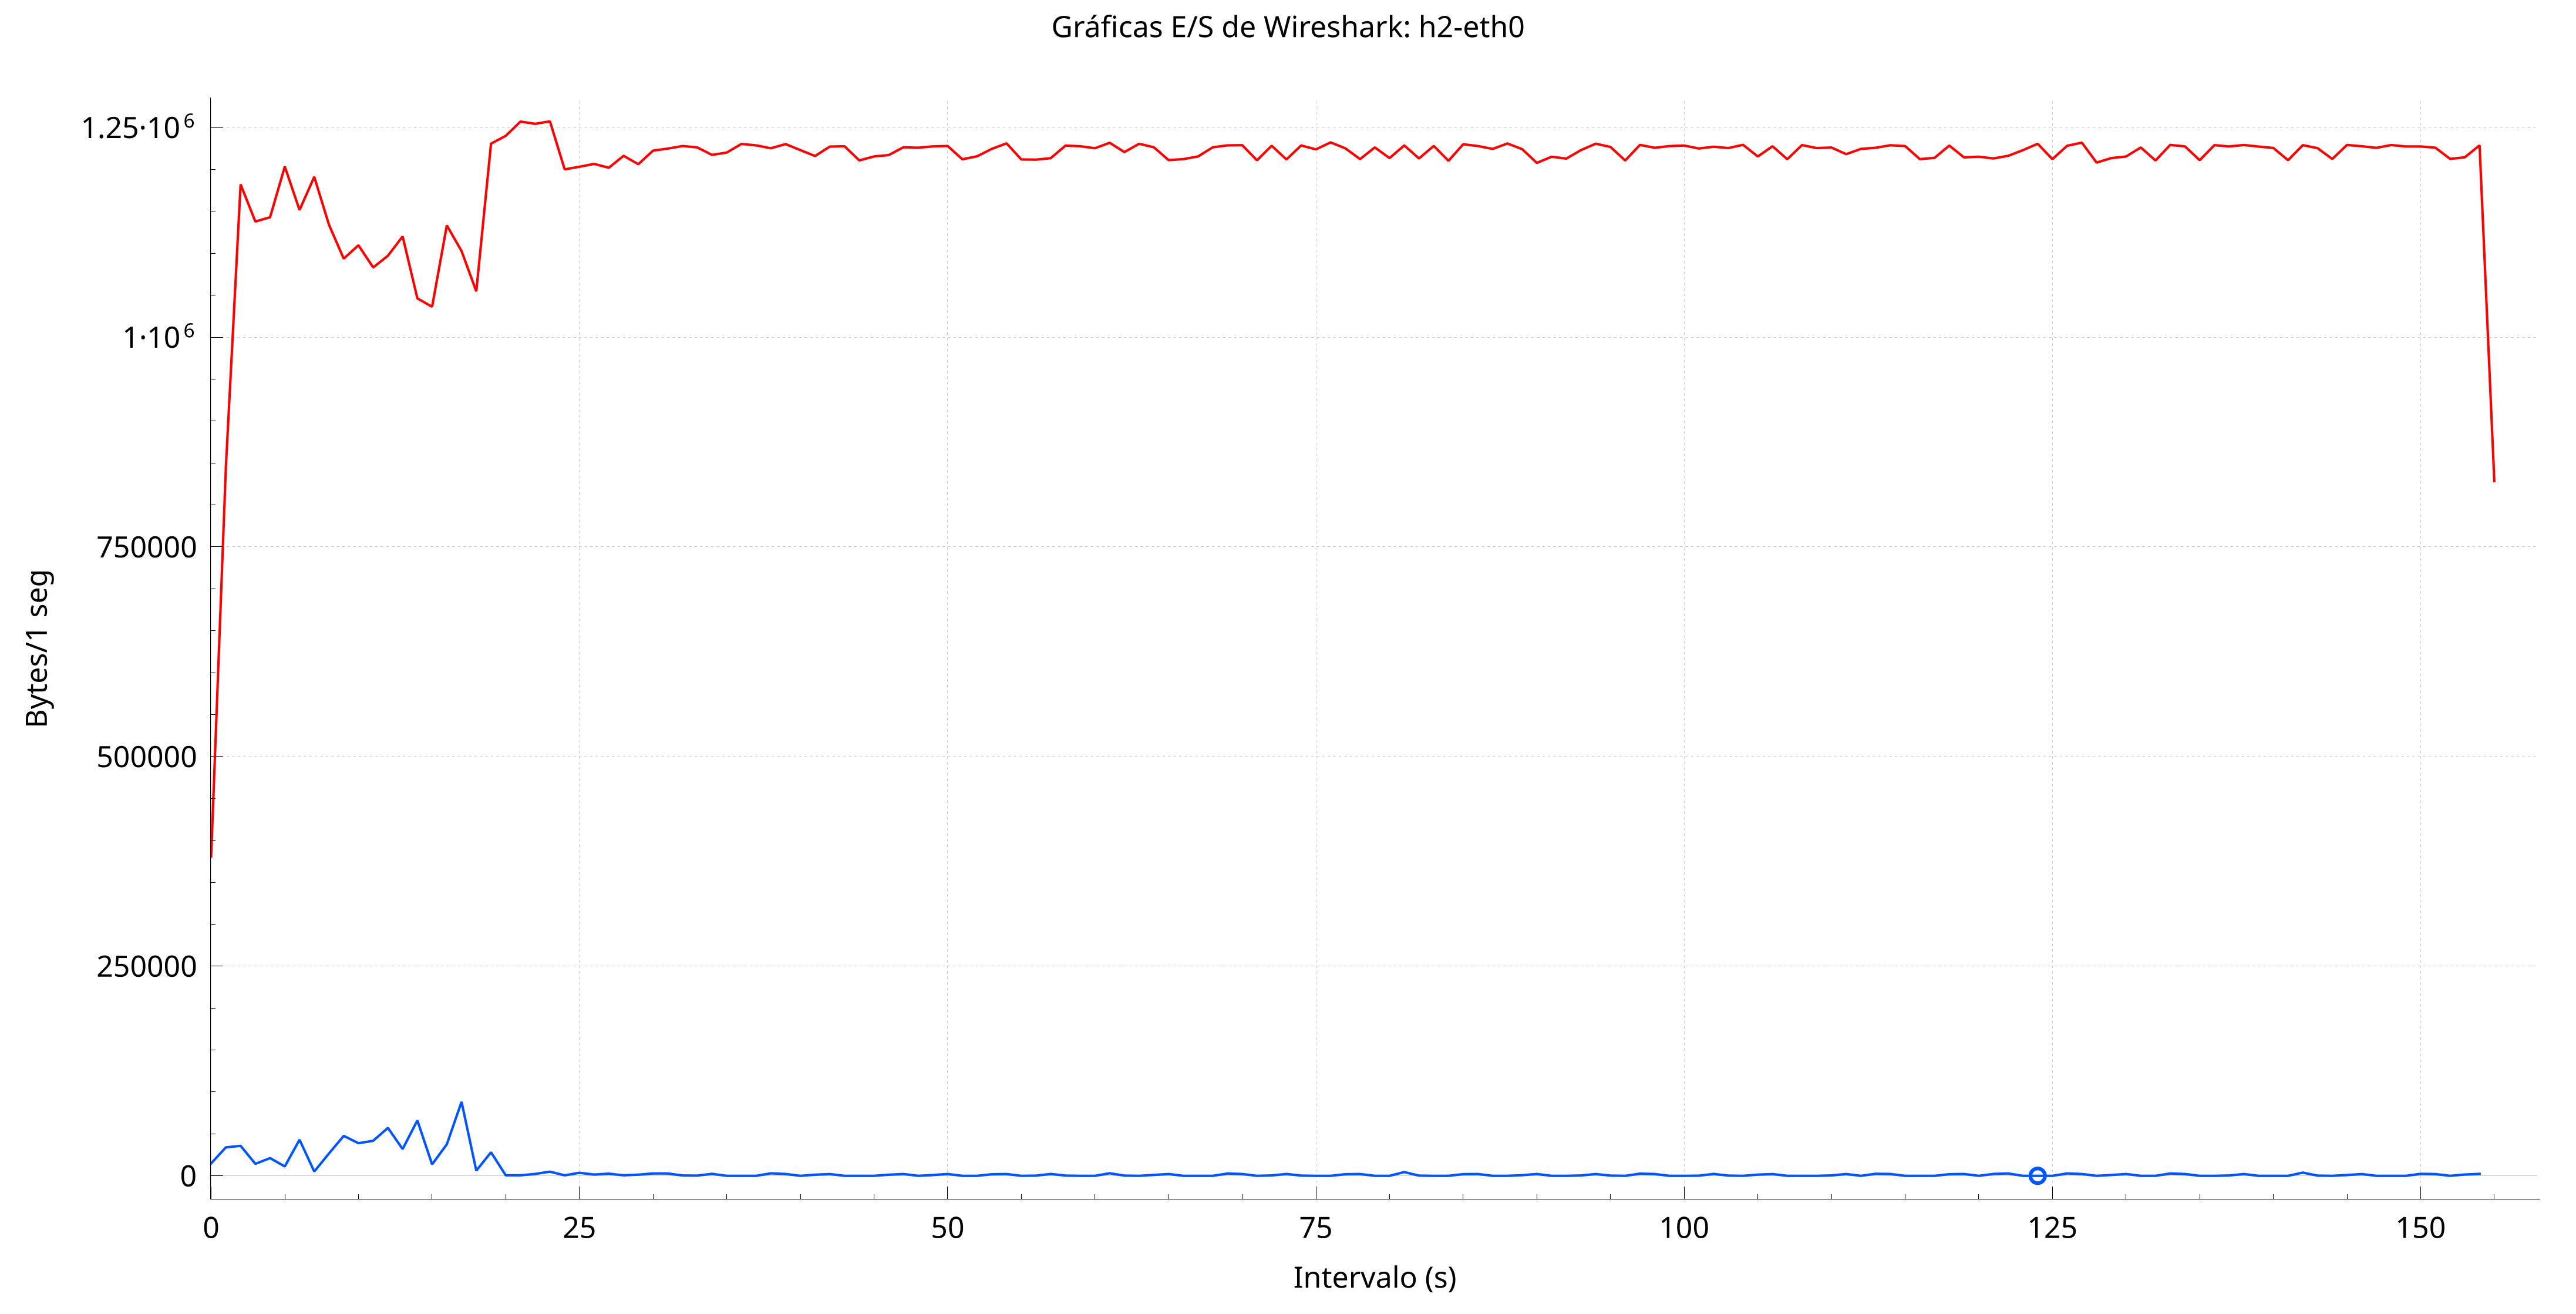 Gráficas E/S de Wireshark: h2-eth0
1.25·10⁶
1·10⁶
750000
500000
250000
0
Bytes/1 seg
0 25 50 75 100 125 150
Intervalo (s)